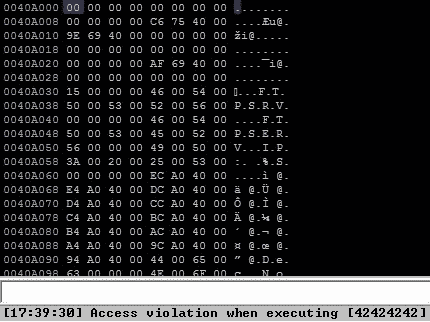 0040A000 00 00 00 00 00 00 00 00 ........
0040A008 00 00 00 00 C6 75 40 00 ....Æu@.
0040A010 9E 69 40 00 00 00 00 00 ži@.....
0040A018 00 00 00 00 00 00 00 00 ........
0040A020 00 00 00 00 AF 69 40 00 ....¯i@.
0040A028 00 00 00 00 00 00 00 00 ........
0040A030 15 00 00 00 46 00 54 00 ...F.T.
0040A038 50 00 53 00 52 00 56 00 P.S.R.V.
0040A040 00 00 00 00 46 00 54 00 ....F.T.
0040A048 50 00 53 00 45 00 52 00 P.S.E.R.
0040A050 56 00 00 00 49 00 50 00 V...I.P.
0040A058 3A 00 20 00 25 00 53 00 :. .%.S.
0040A060 00 00 00 00 EC A0 40 00 ....ì @.
0040A068 E4 A0 40 00 DC A0 40 00 ä @.Ü @.
0040A070 D4 A0 40 00 CC A0 40 00 Ô @.Ì @.
0040A078 C4 A0 40 00 BC A0 40 00 Ä @.¼ @.
0040A080 B4 A0 40 00 AC A0 40 00 ´ @.¬ @.
0040A088 A4 A0 40 00 9C A0 40 00 ¤ @.œ @.
0040A090 94 A0 40 00 44 00 65 00 ” @.D.e.
0040A098 63 00 00 00 4E 00 6F 00 c...N.o.
[17:39:30] Access violation when executing [42424242]